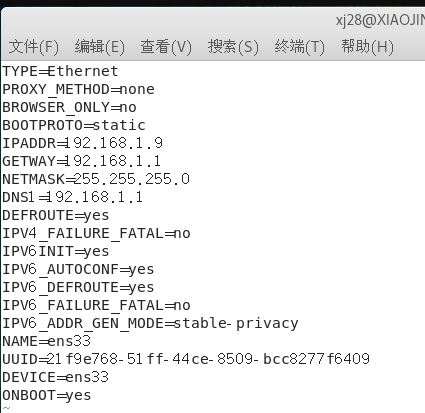 xj28@XIAOJIN
文件(F) 编辑(E) 查看(V) 搜索(S) 终端(T) 帮助(H)
TYPE=Ethernet
PROXY_METHOD=none
BROWSER_ONLY=no
BOOTPROTO=static
IPADDR=192.168.1.9
GETWAY=192.168.1.1
NETMASK=255.255.255.0
DNS1=192.168.1.1
DEFROUTE=yes
IPV4_FAILURE_FATAL=no
IPV6INIT=yes
IPV6_AUTOCONF=yes
IPV6_DEFROUTE=yes
IPV6_FAILURE_FATAL=no
IPV6_ADDR_GEN_MODE=stable-privacy
NAME=ens33
UUID=21f9e768-51ff-44ce-8509-bcc8277f6409
DEVICE=ens33
ONBOOT=yes
~